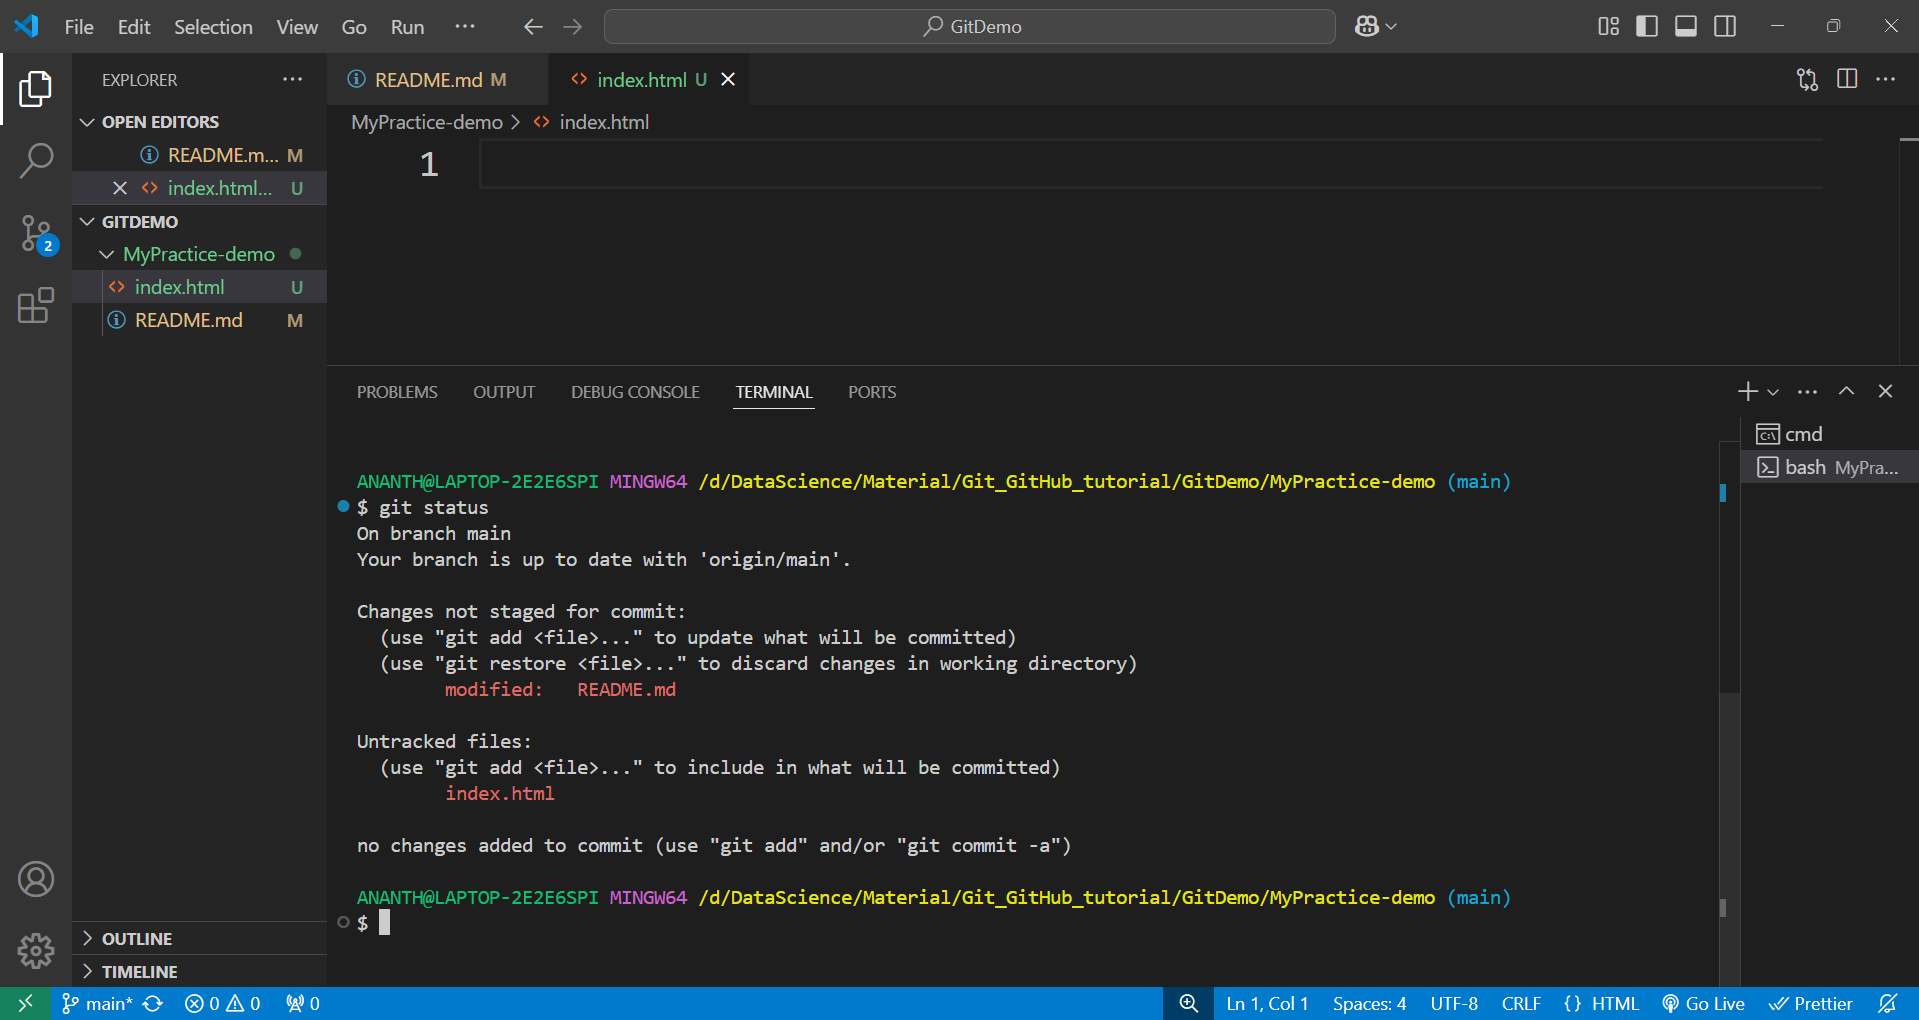 File Edit Selection View Go Run ··· GitDemo
EXPLORER ···
OPEN EDITORS
README.m... M
index.html... U
GITDEMO
MyPractice-demo
index.html U
README.md M
OUTLINE
TIMELINE
README.md M index.html U
MyPractice-demo > index.html
1
PROBLEMS OUTPUT DEBUG CONSOLE TERMINAL PORTS
ANANTH@LAPTOP-2E2E6SPI MINGW64 /d/DataScience/Material/Git_GitHub_tutorial/GitDemo/MyPractice-demo (main)
$ git status
On branch main
Your branch is up to date with 'origin/main'.
Changes not staged for commit:
(use "git add <file>..." to update what will be committed)
(use "git restore <file>..." to discard changes in working directory)
modified: README.md
Untracked files:
(use "git add <file>..." to include in what will be committed)
index.html
no changes added to commit (use "git add" and/or "git commit -a")
ANANTH@LAPTOP-2E2E6SPI MINGW64 /d/DataScience/Material/Git_GitHub_tutorial/GitDemo/MyPractice-demo (main)
$
cmd
bash MyPra...
2
main* 0 0 0 Ln 1, Col 1 Spaces: 4 UTF-8 CRLF {} HTML Go Live Prettier